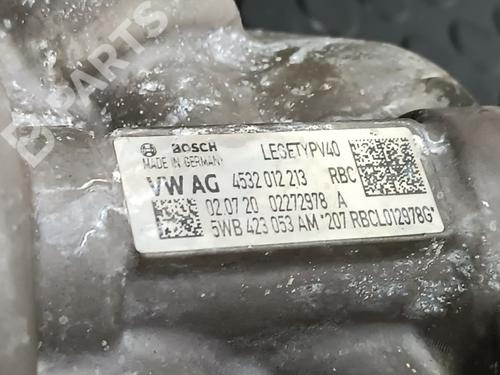 B PARTS
BOSCH LEGETYPV40
MADE IN GERMANY
VW AG 4532 012 213 RBC
02.07.20 02272978 A
5WB 423 053 AM *207 RBCL012978G*